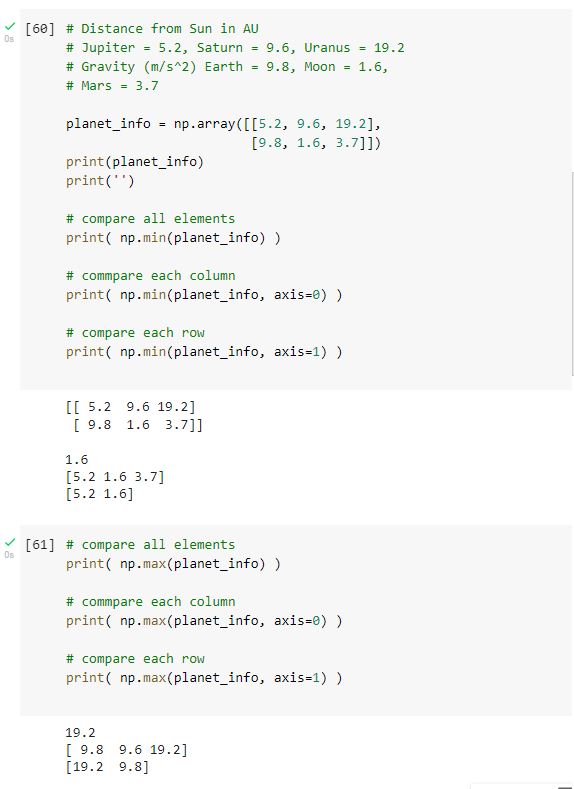 [60] # Distance from Sun in AU
0s
# Jupiter = 5.2, Saturn = 9.6, Uranus = 19.2
# Gravity (m/s^2) Earth = 9.8, Moon = 1.6,
# Mars = 3.7
planet_info = np.array([[5.2, 9.6, 19.2],
[9.8, 1.6, 3.7]])
print(planet_info)
print('')
# compare all elements
print( np.min(planet_info) )
# commpare each column
print( np.min(planet_info, axis=0) )
# compare each row
print( np.min(planet_info, axis=1) )
[[ 5.2  9.6 19.2]
[ 9.8  1.6  3.7]]
1.6
[5.2 1.6 3.7]
[5.2 1.6]
[61] # compare all elements
0s
print( np.max(planet_info) )
# commpare each column
print( np.max(planet_info, axis=0) )
# compare each row
print( np.max(planet_info, axis=1) )
19.2
[ 9.8  9.6 19.2]
[19.2  9.8]